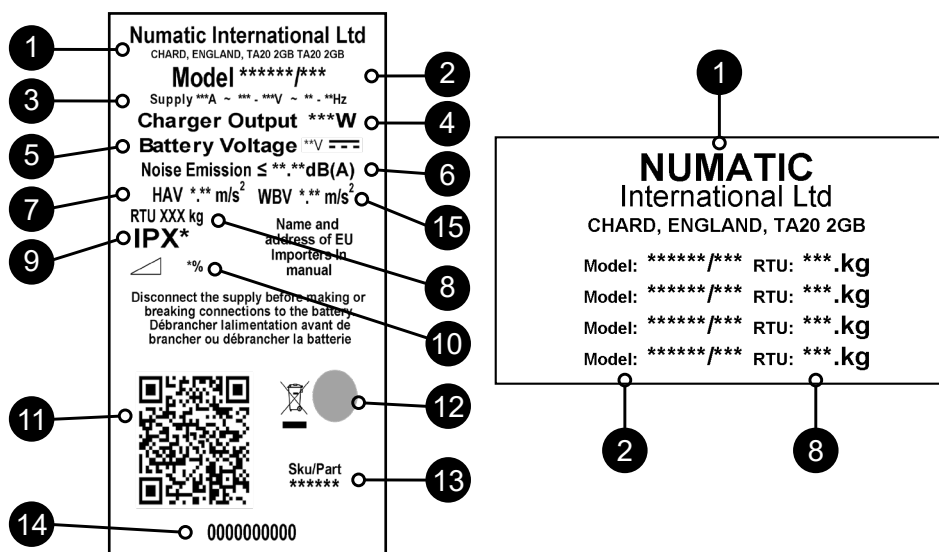 Numatic International Ltd
CHARD, ENGLAND, TA20 2GB TA20 2GB
Model ******/***
Supply ***A ~ *** - ***V ~ ** - **Hz
Charger Output ***W
Battery Voltage **V
Noise Emission ≤ **.**dB(A)
HAV *.** m/s² WBV *.** m/s²
RTU XXX kg
IPX*
*%
Name and
address of EU
Importers In
manual
Disconnect the supply before making or
breaking connections to the battery
Débrancher lalimentation avant de
brancher ou débrancher la batterie
Sku/Part
******
0000000000
1
2
3
4
5
6
7
15
9
8
10
11
12
13
14
1
NUMATIC
International Ltd
CHARD, ENGLAND, TA20 2GB
Model: ******/*** RTU: ***.kg
Model: ******/*** RTU: ***.kg
Model: ******/*** RTU: ***.kg
Model: ******/*** RTU: ***.kg
2
8